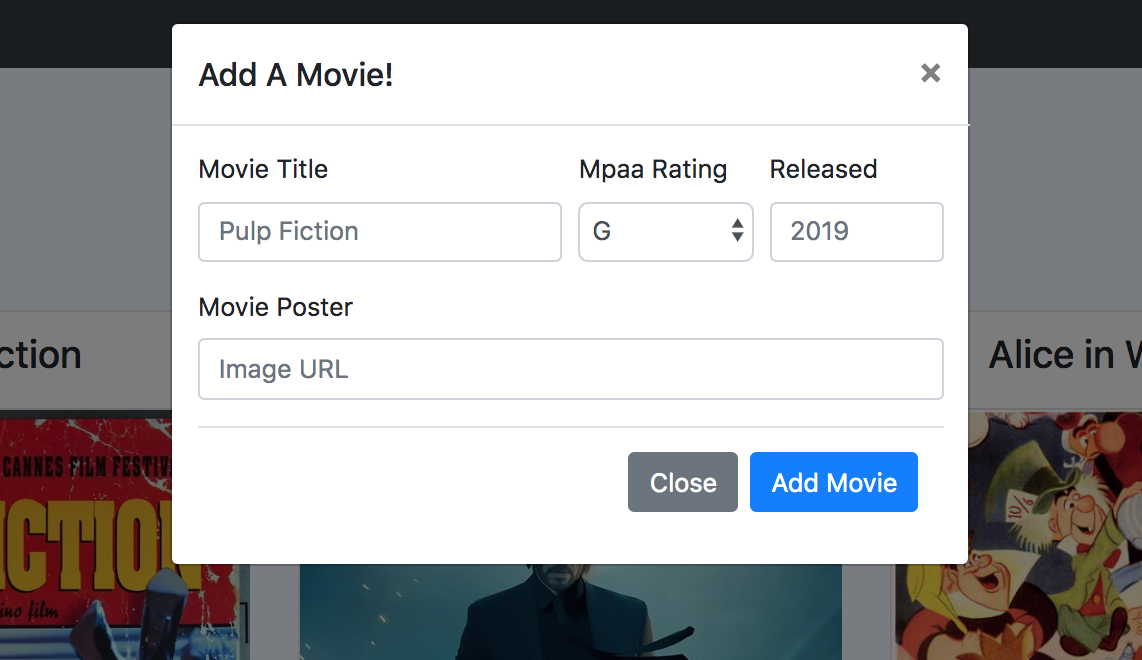 Add A Movie! ×
Movie Title Mpaa Rating Released
Pulp Fiction G 2019
Movie Poster
Image URL
Close Add Movie
ction
Alice in W
CANNES FILM FESTIV
ICTION
ino film
10/6